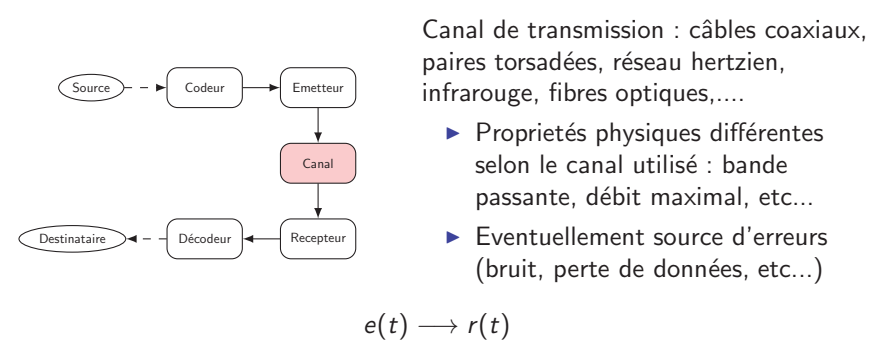 Source
Codeur
Emetteur
Canal
Destinataire
Décodeur
Recepteur
Canal de transmission : câbles coaxiaux,
paires torsadées, réseau hertzien,
infrarouge, fibres optiques,....
▶ Proprietés physiques différentes
selon le canal utilisé : bande
passante, débit maximal, etc...
▶ Eventuellement source d'erreurs
(bruit, perte de données, etc...)
e(t) ⟶ r(t)